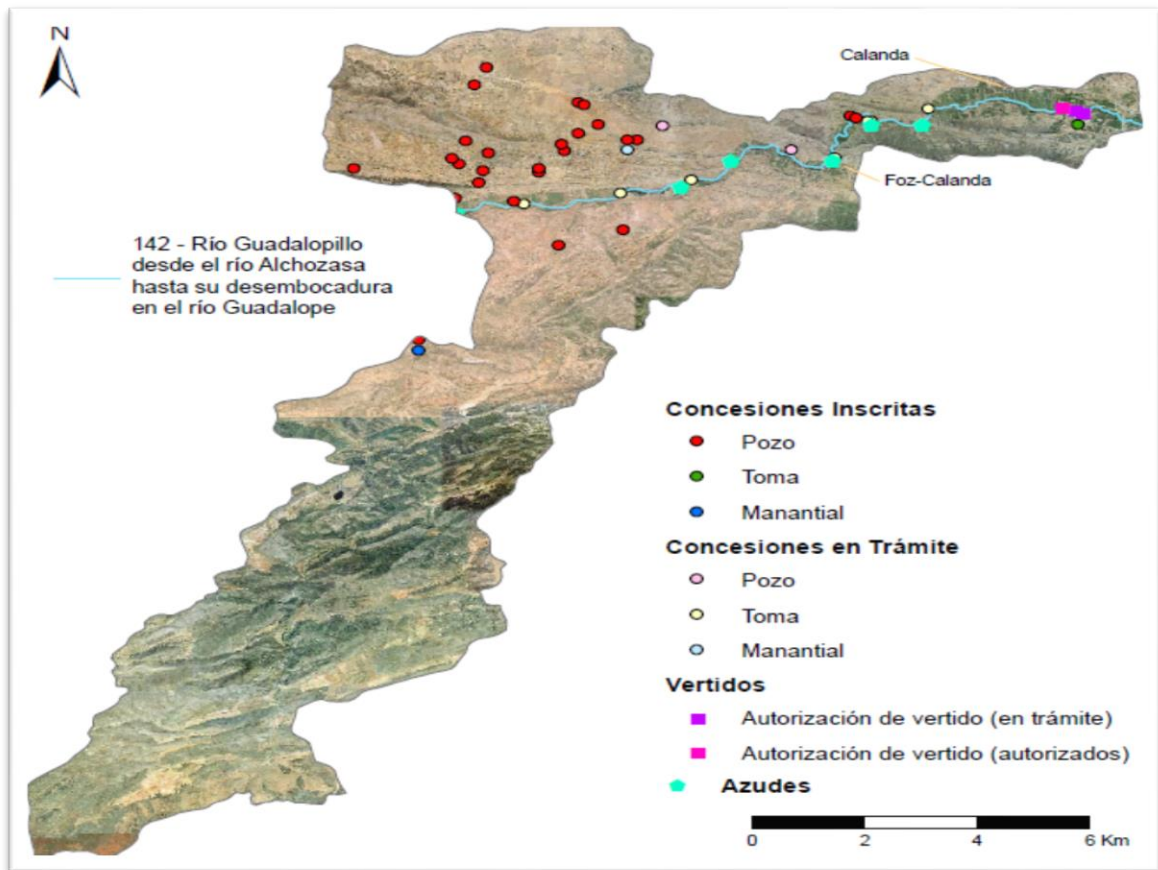 N
Calanda
Foz-Calanda
142 - Río Guadalopillo
desde el río Alchozasa
hasta su desembocadura
en el río Guadalope
Concesiones Inscritas
Pozo
Toma
Manantial
Concesiones en Trámite
Pozo
Toma
Manantial
Vertidos
Autorización de vertido (en trámite)
Autorización de vertido (autorizados)
Azudes
0 2 4 6 Km